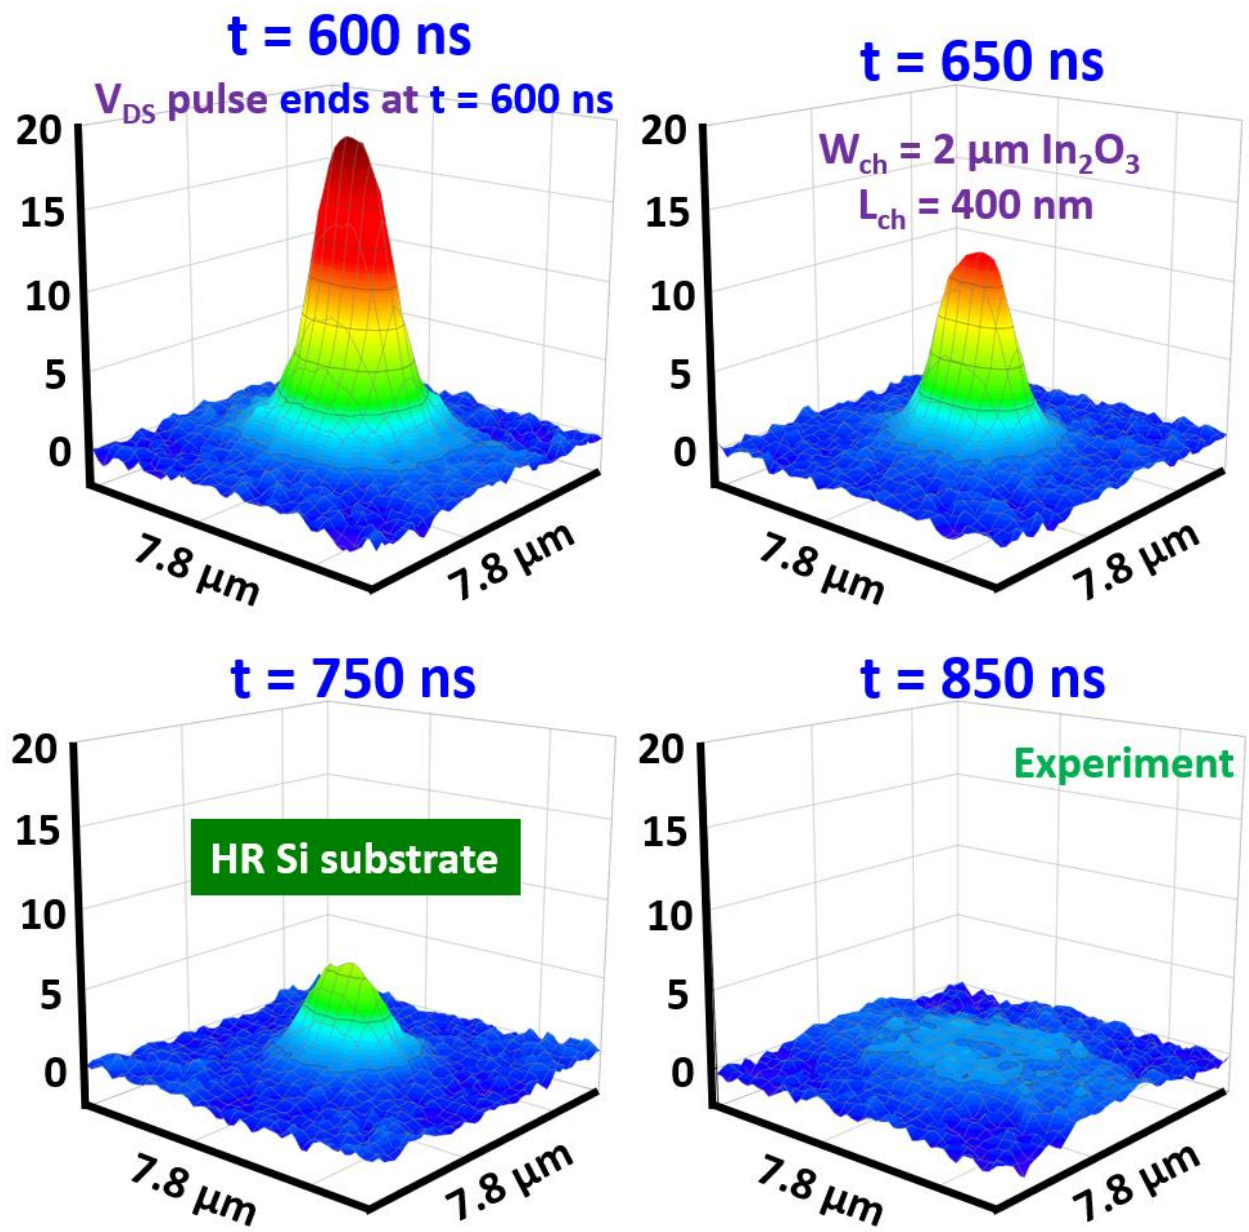 t = 600 ns
V_DS pulse ends at t = 600 ns
20
15
10
5
0
7.8 μm
7.8 μm
t = 650 ns
W_ch = 2 μm In₂O₃
L_ch = 400 nm
20
15
10
5
0
7.8 μm
7.8 μm
t = 750 ns
HR Si substrate
20
15
10
5
0
7.8 μm
7.8 μm
t = 850 ns
Experiment
20
15
10
5
0
7.8 μm
7.8 μm